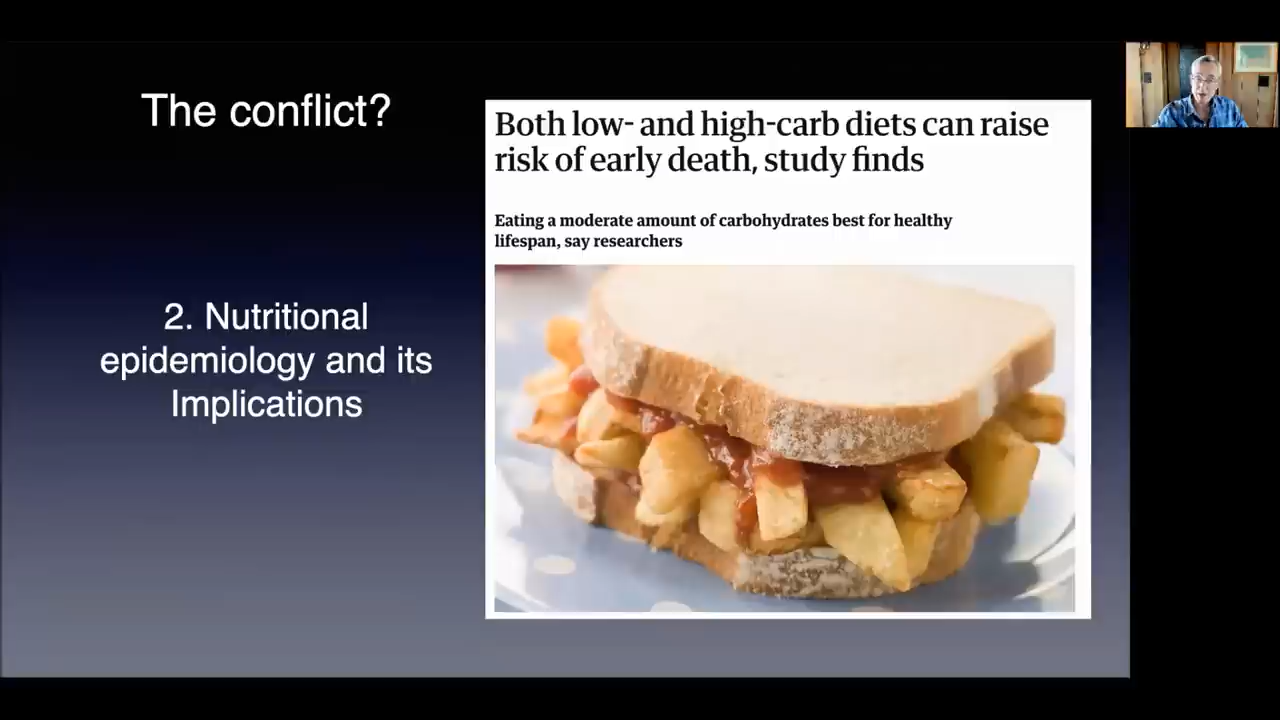 The conflict?
2. Nutritional
epidemiology and its
Implications
Both low- and high-carb diets can raise
risk of early death, study finds
Eating a moderate amount of carbohydrates best for healthy
lifespan, say researchers